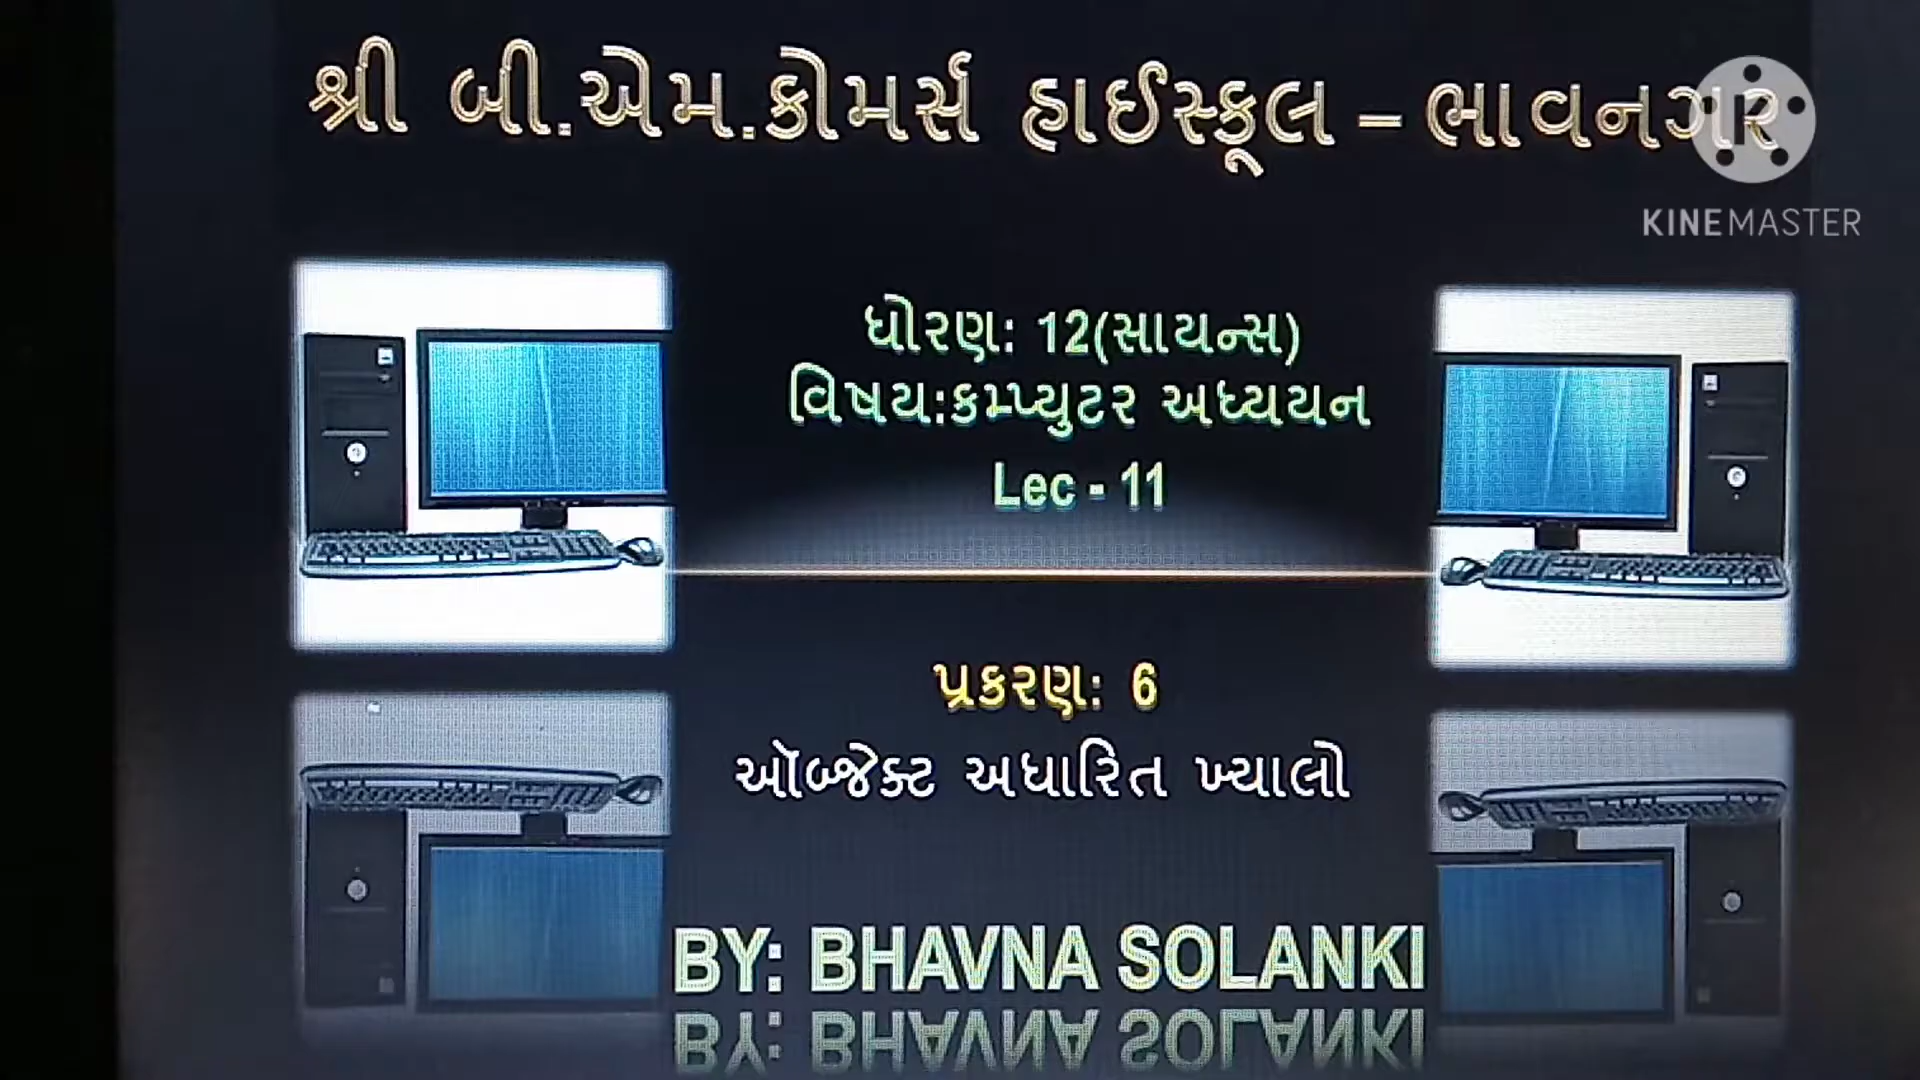 શ્રી બી.એમ.કોમર્સ હાઈસ્કૂલ – ભાવનગર
KINEMASTER
ધોરણ: 12(સાયન્સ)
વિષય:કમ્પ્યુટર અધ્યયન
Lec - 11
પ્રકરણ: 6
ઑબ્જેક્ટ અધારિત ખ્યાલો
BY: BHAVNA SOLANKI